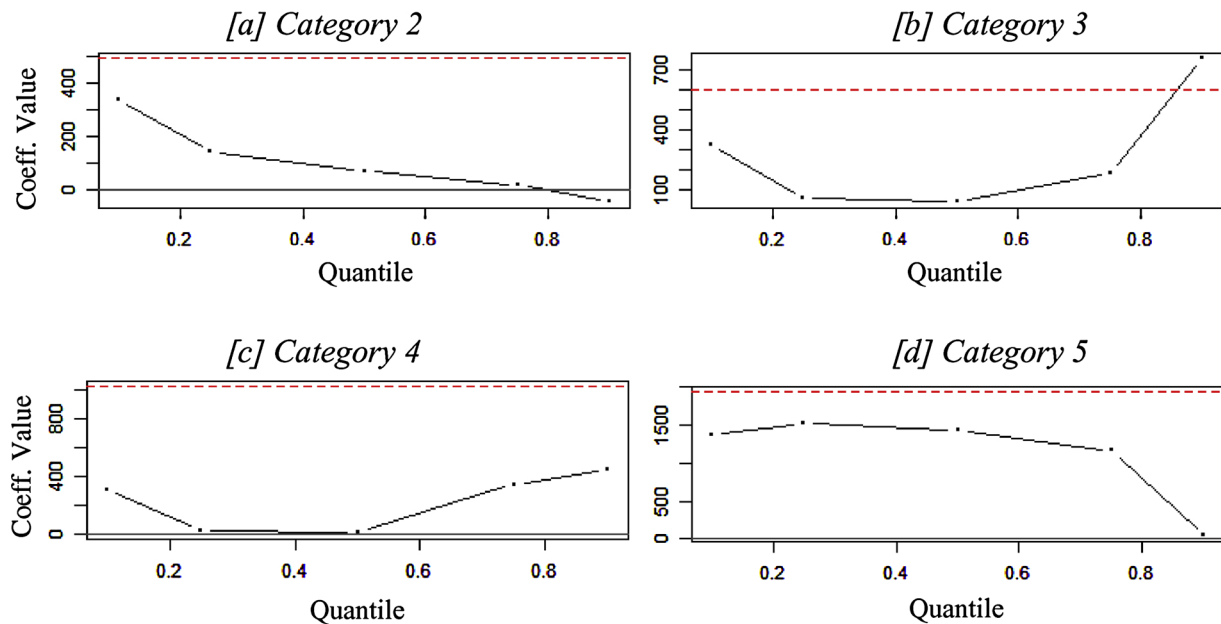 [a] Category 2
Coeff. Value
400
200
0
0.2 0.4 0.6 0.8
Quantile
[b] Category 3
700
400
100
0.2 0.4 0.6 0.8
Quantile
[c] Category 4
Coeff. Value
800
400
0
0.2 0.4 0.6 0.8
Quantile
[d] Category 5
1500
500
0
0.2 0.4 0.6 0.8
Quantile